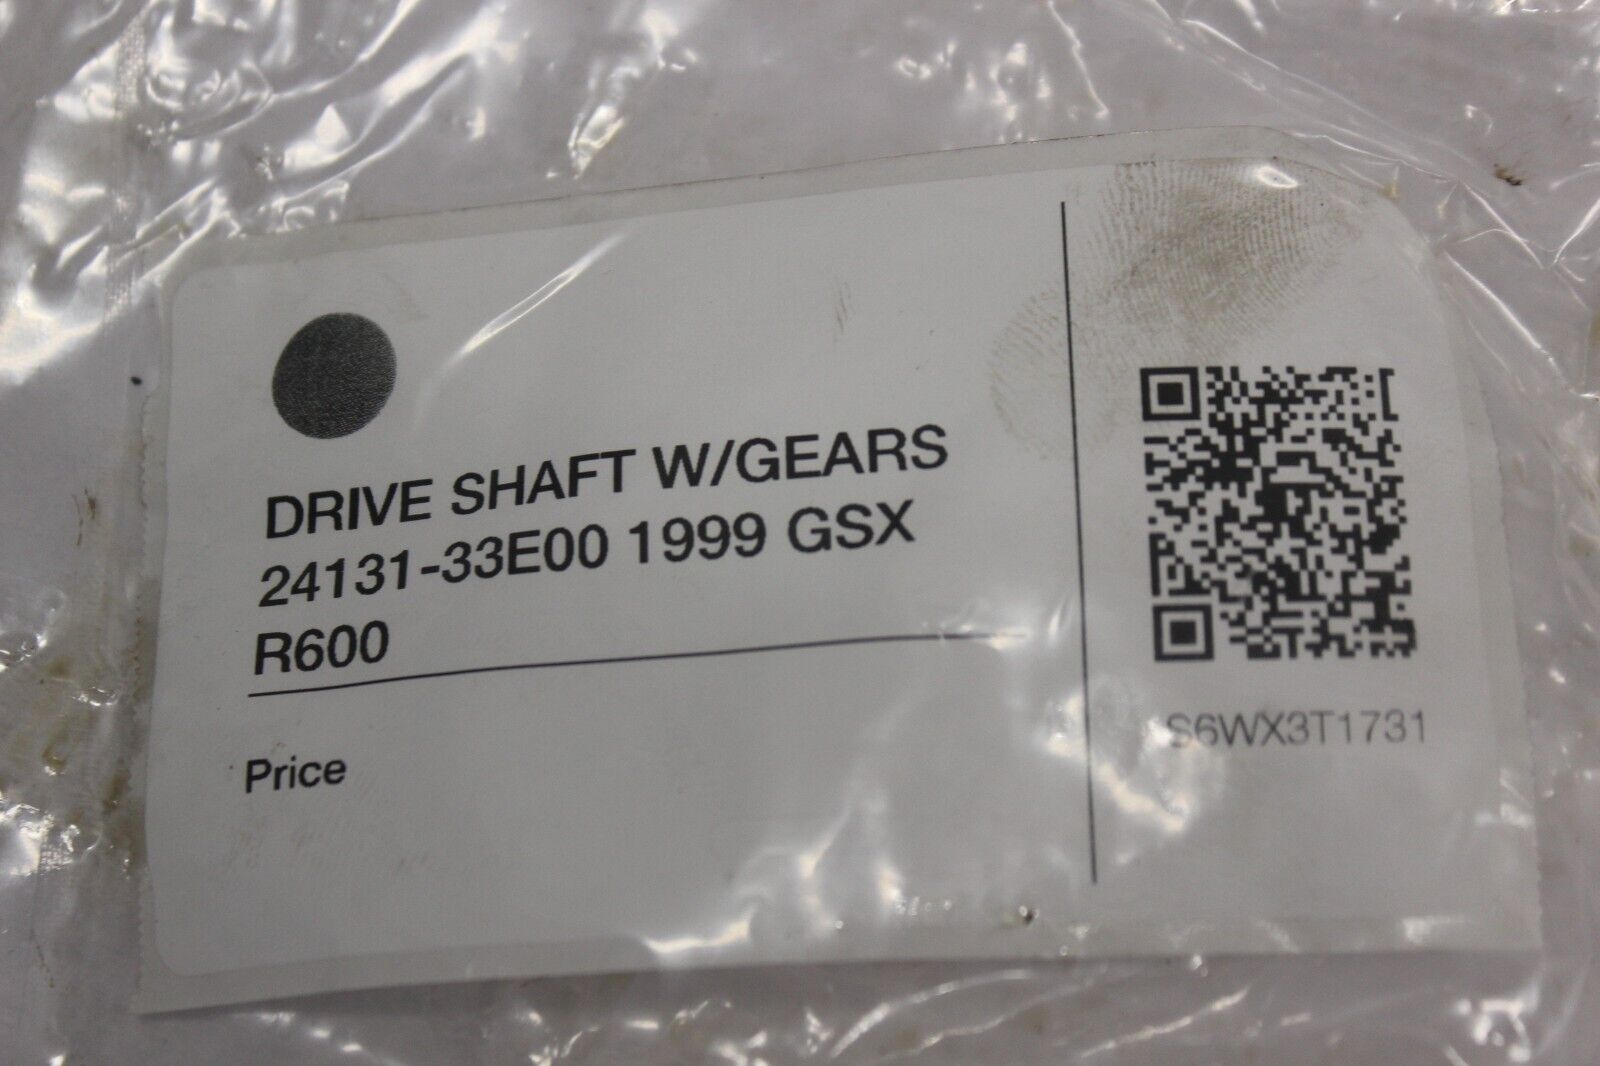 DRIVE SHAFT W/GEARS
24131-33E00 1999 GSX
R600
Price
S6WX3T1731